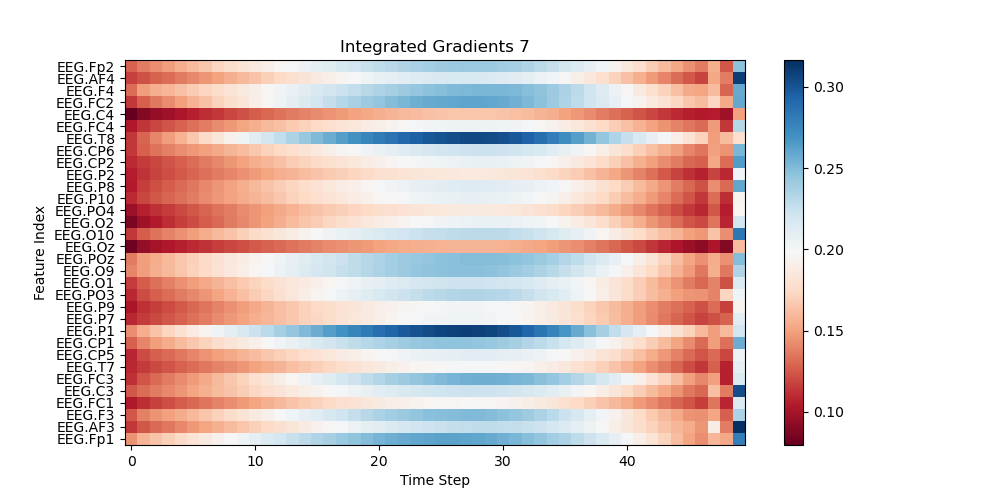 Integrated Gradients 7
Feature Index
EEG.Fp2
EEG.AF4
EEG.F4
EEG.FC2
EEG.C4
EEG.FC4
EEG.T8
EEG.CP6
EEG.CP2
EEG.P2
EEG.P8
EEG.P10
EEG.PO4
EEG.O2
EEG.O10
EEG.Oz
EEG.POz
EEG.O9
EEG.O1
EEG.PO3
EEG.P9
EEG.P7
EEG.P1
EEG.CP1
EEG.CP5
EEG.T7
EEG.FC3
EEG.C3
EEG.FC1
EEG.F3
EEG.AF3
EEG.Fp1
0 10 20 30 40
Time Step
0.30
0.25
0.20
0.15
0.10